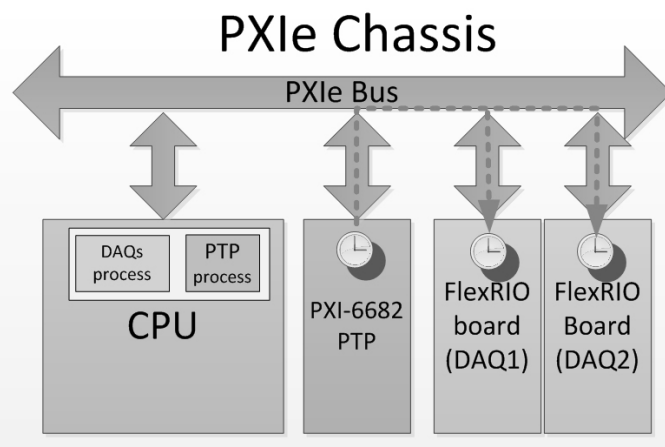 PXIe Chassis
PXIe Bus
DAQs
process
PTP
process
CPU
PXI-6682
PTP
FlexRIO
board
(DAQ1)
FlexRIO
Board
(DAQ2)